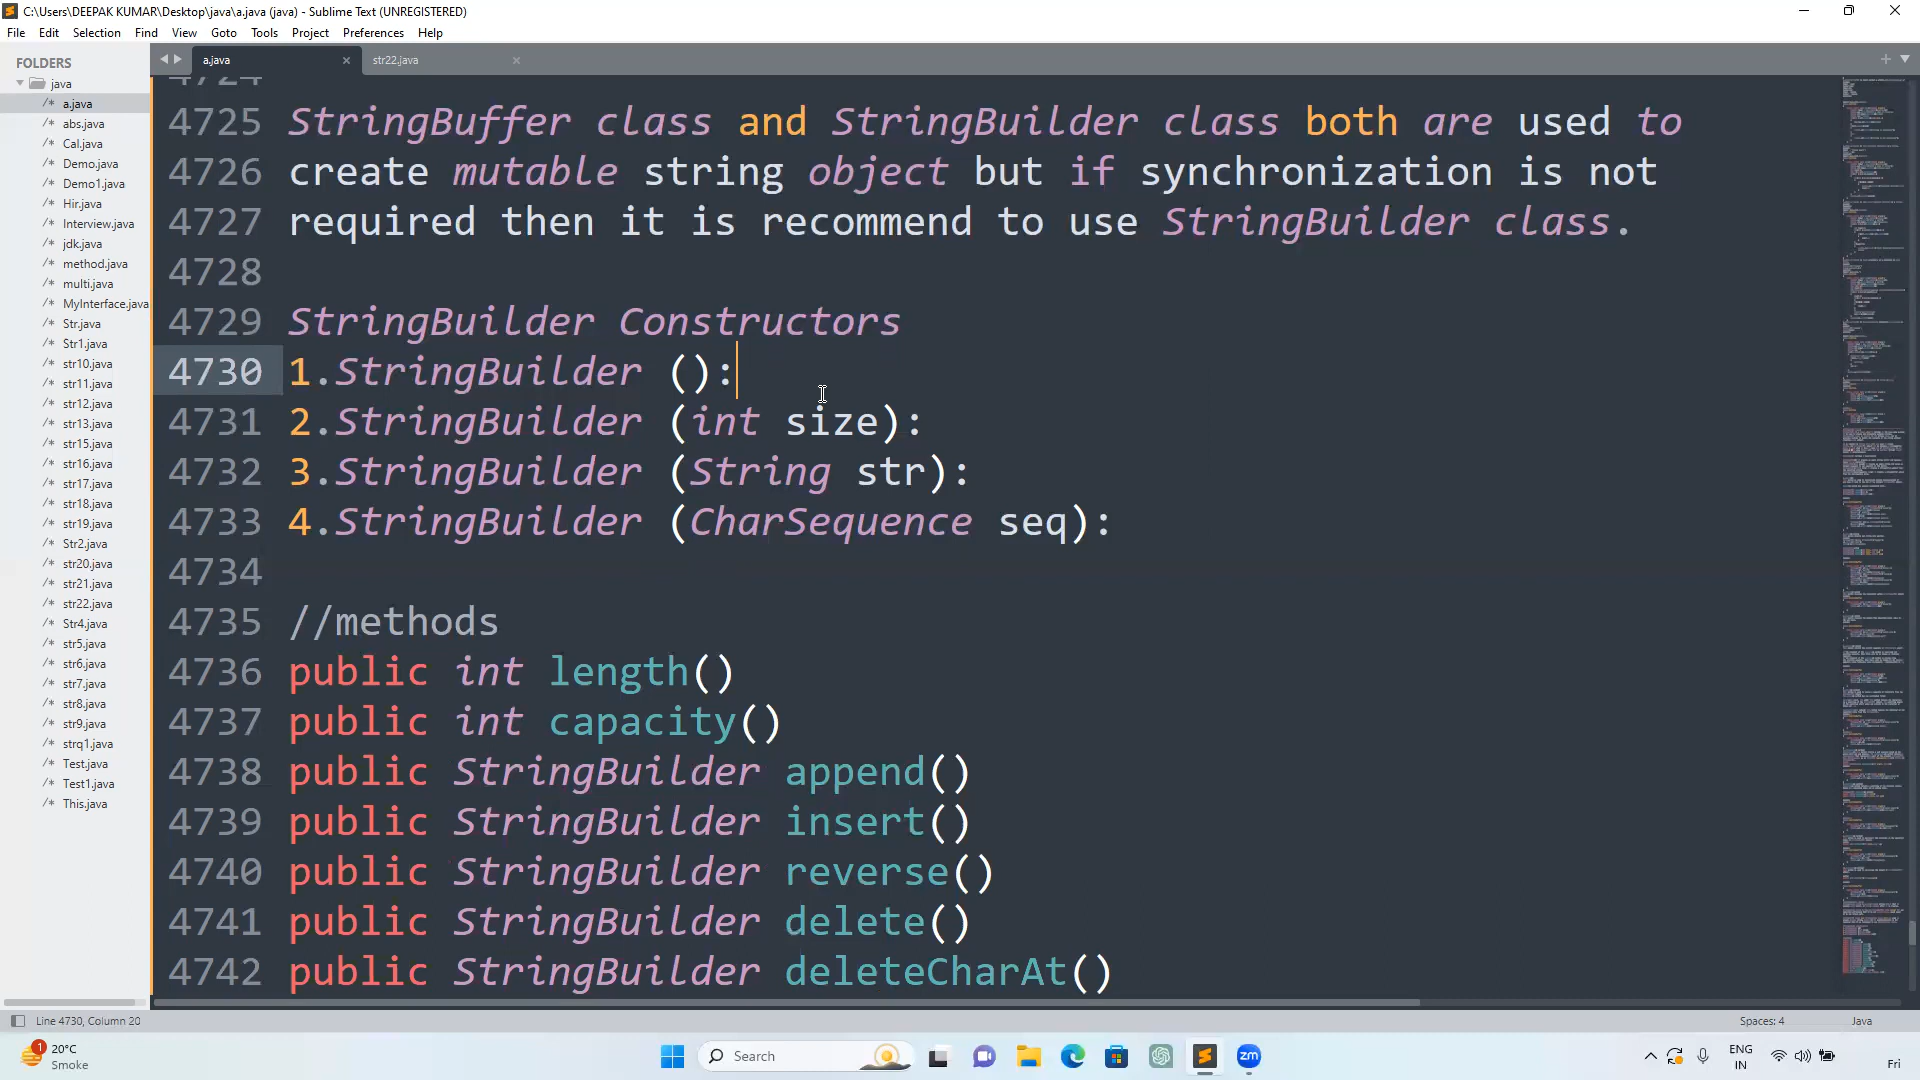 C:\Users\DEEPAK KUMAR\Desktop\java\a.java (java) - Sublime Text (UNREGISTERED)
File Edit Selection Find View Goto Tools Project Preferences Help
FOLDERS
java
a.java
abs.java
Cal.java
Demo.java
Demo1.java
Hir.java
Interview.java
jdk.java
method.java
multi.java
MyInterface.java
Str.java
Str1.java
str10.java
str11.java
str12.java
str13.java
str15.java
str16.java
str17.java
str18.java
str19.java
Str2.java
str20.java
str21.java
str22.java
Str4.java
str5.java
str6.java
str7.java
str8.java
str9.java
strq1.java
Test.java
Test1.java
This.java
a.java str22.java
4724
4725 StringBuffer class and StringBuilder class both are used to
4726 create mutable string object but if synchronization is not
4727 required then it is recommend to use StringBuilder class.
4728
4729 StringBuilder Constructors
4730 1.StringBuilder ():
4731 2.StringBuilder (int size):
4732 3.StringBuilder (String str):
4733 4.StringBuilder (CharSequence seq):
4734
4735 //methods
4736 public int length()
4737 public int capacity()
4738 public StringBuilder append()
4739 public StringBuilder insert()
4740 public StringBuilder reverse()
4741 public StringBuilder delete()
4742 public StringBuilder deleteCharAt()
Line 4730, Column 20 Spaces: 4 Java
1
20°C
Smoke
Search
zm
ENG
IN
Fri